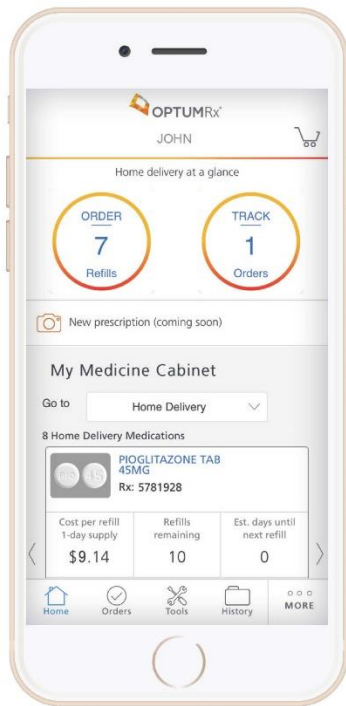 OPTUMRx®
JOHN
Home delivery at a glance
ORDER
7
Refills
TRACK
1
Orders
New prescription (coming soon)
My Medicine Cabinet
Go to
Home Delivery
8 Home Delivery Medications
PIOGLITAZONE TAB
45MG
Rx: 5781928
Cost per refill
1-day supply
$9.14
Refills
remaining
10
Est. days until
next refill
0
Home
Orders
Tools
History
MORE